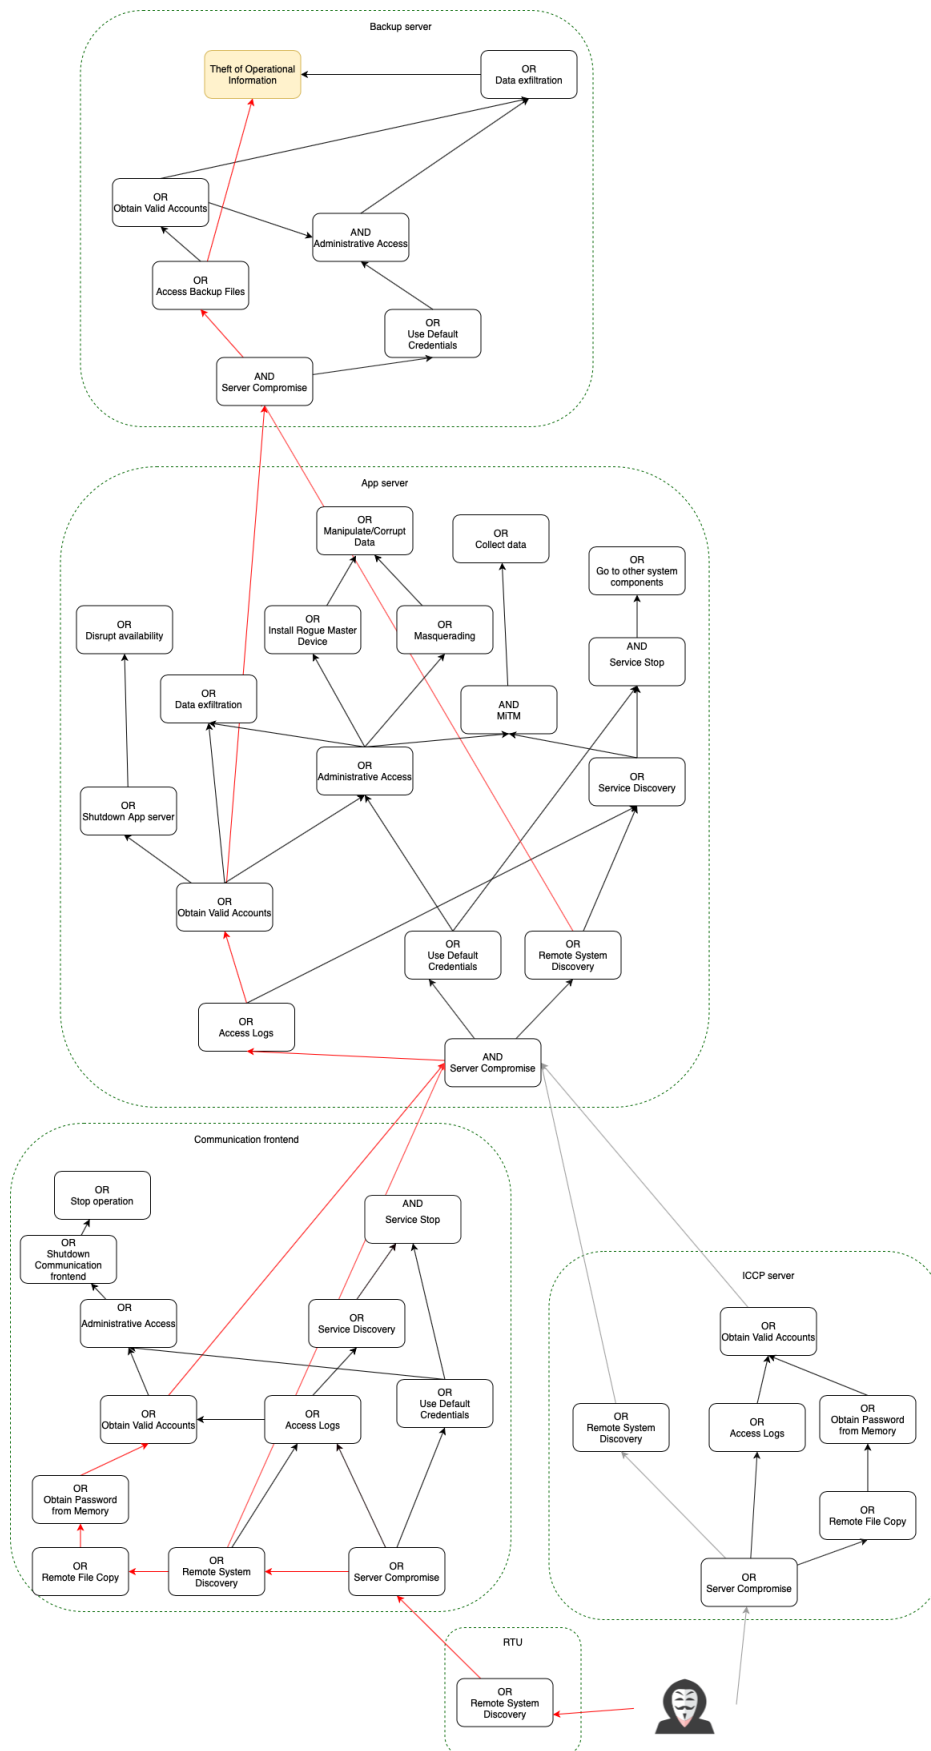 Backup server
Theft of Operational
Information
OR
Data exfiltration
OR
Obtain Valid Accounts
AND
Administrative Access
OR
Access Backup Files
OR
Use Default
Credentials
AND
Server Compromise
App server
OR
Manipulate/Corrupt
Data
OR
Collect data
OR
Go to other system
components
OR
Disrupt availability
OR
Install Rogue Master
Device
OR
Masquerading
AND
Service Stop
OR
Data exfiltration
AND
MiTM
OR
Administrative Access
OR
Service Discovery
OR
Shutdown App server
OR
Obtain Valid Accounts
OR
Use Default
Credentials
OR
Remote System
Discovery
OR
Access Logs
AND
Server Compromise
Communication frontend
OR
Stop operation
AND
Service Stop
OR
Shutdown
Communication
frontend
OR
Administrative Access
OR
Service Discovery
OR
Obtain Valid Accounts
OR
Access Logs
OR
Use Default
Credentials
OR
Obtain Password
from Memory
OR
Remote File Copy
OR
Remote System
Discovery
OR
Server Compromise
ICCP server
OR
Obtain Valid Accounts
OR
Remote System
Discovery
OR
Access Logs
OR
Obtain Password
from Memory
OR
Remote File Copy
OR
Server Compromise
RTU
OR
Remote System
Discovery